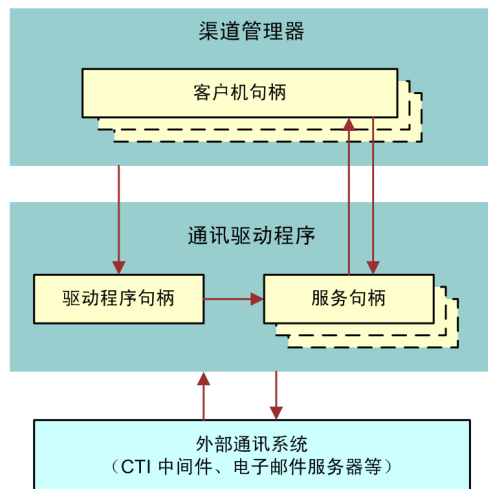 渠道管理器
客户机句柄
通讯驱动程序
驱动程序句柄
服务句柄
外部通讯系统
（CTI 中间件、电子邮件服务器等）